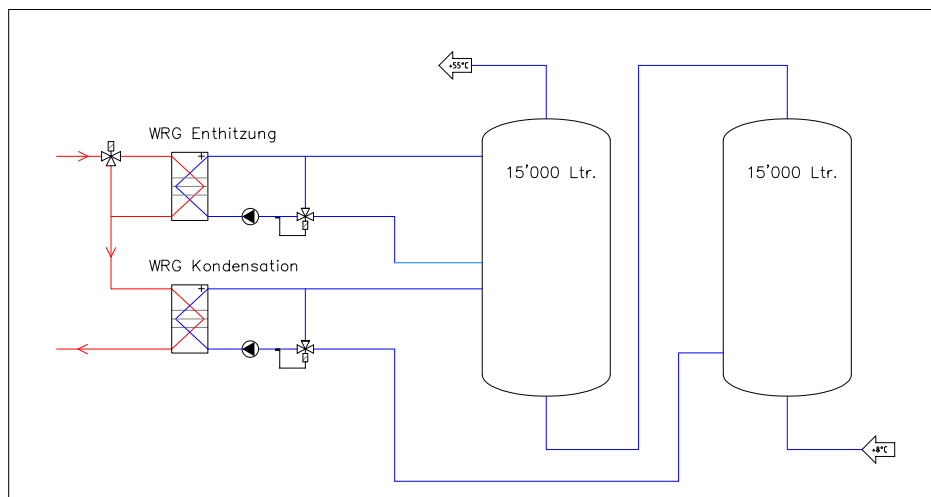 +55°C
WRG Enthitzung
+
15'000 Ltr.
15'000 Ltr.
WRG Kondensation
+
+8°C